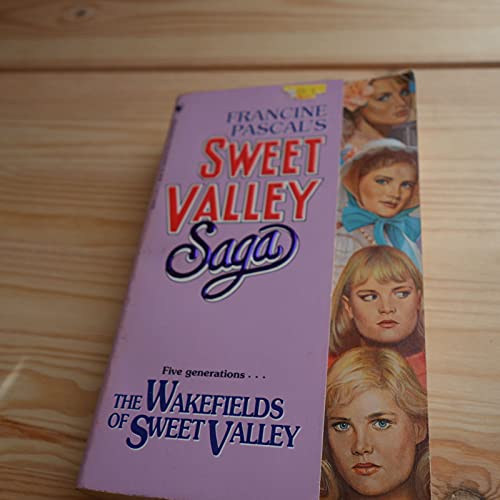 FRANCINE
PASCAL'S
SWEET
VALLEY
Saga
Five generations . . .
THE WAKEFIELDS
OF SWEET VALLEY